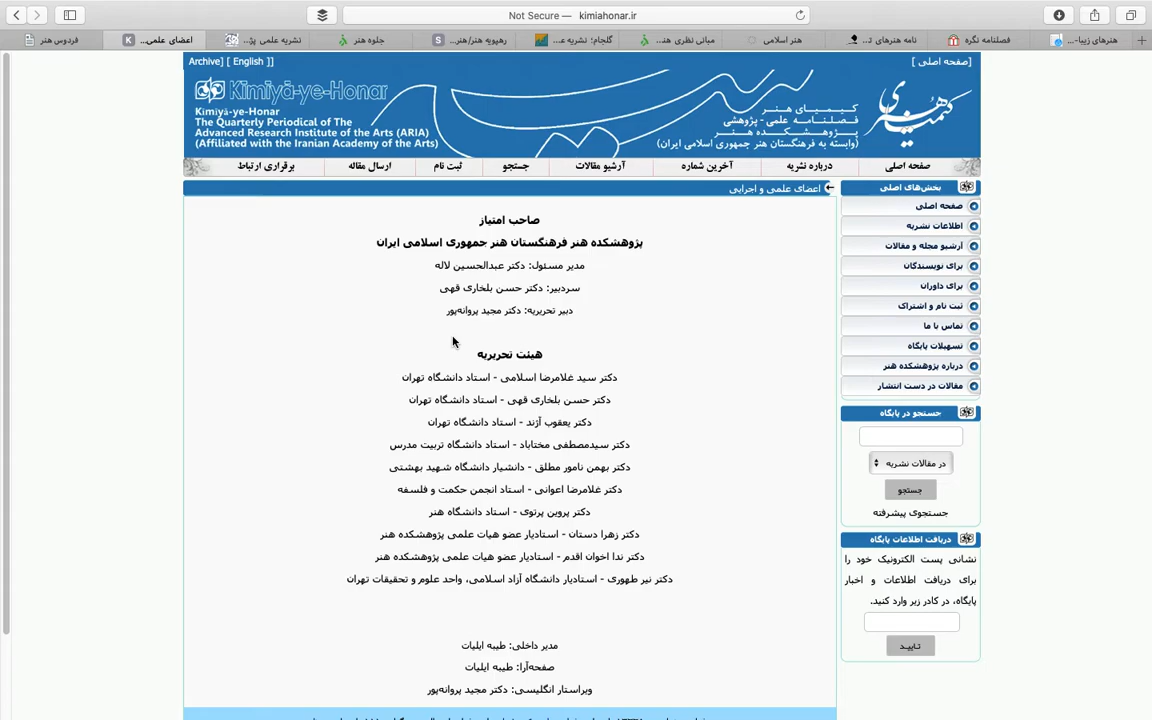 Not Secure — kimiahonar.ir
فردوس هنر
اعضای علمی...
نشریه علمی پژ...
جلوه هنر
رهپویه هنر/هنر...
گلجام؛ نشریه ع...
مبانی نظری هن...
هنر اسلامی
نامه هنرهای ت...
فصلنامه نگره
هنرهای زیبا-...
Archive] [ English ]]
[صفحه اصلی ]
Kimiyā-ye-Honar
Kimiyā-ye-Honar
The Quarterly Periodical of The
Advanced Research Institute of the Arts (ARIA)
(Affiliated with the Iranian Academy of the Arts)
کیمیای هنر
کیمیای هنر
فصلنامه علمی - پژوهشی
پژوهشکده هنر
(وابسته به فرهنگستان هنر جمهوری اسلامی ایران)
صفحه اصلی
درباره نشریه
آخرین شماره
آرشیو مقالات
جستجو
ثبت نام
ارسال مقاله
برقراری ارتباط
بخش‌های اصلی
صفحه اصلی
اطلاعات نشریه
آرشیو مجله و مقالات
برای نویسندگان
برای داوران
ثبت نام و اشتراک
تماس با ما
تسهیلات پایگاه
درباره پژوهشکده هنر
مقالات در دست انتشار
جستجو در پایگاه
در مقالات نشریه
جستجو
جستجوی پیشرفته
دریافت اطلاعات پایگاه
نشانی پست الکترونیک خود را
برای دریافت اطلاعات و اخبار
پایگاه، در کادر زیر وارد کنید.
تایید
اعضای علمی و اجرایی
صاحب امتیاز
پژوهشکده هنر فرهنگستان هنر جمهوری اسلامی ایران
مدیر مسئول: دکتر عبدالحسین لاله
سردبیر: دکتر حسن بلخاری قهی
دبیر تحریریه: دکتر مجید پروانه‌پور
هیئت تحریریه
دکتر سید غلامرضا اسلامی - استاد دانشگاه تهران
دکتر حسن بلخاری قهی - استاد دانشگاه تهران
دکتر یعقوب آژند - استاد دانشگاه تهران
دکتر سیدمصطفی مختاباد - استاد دانشگاه تربیت مدرس
دکتر بهمن نامور مطلق - دانشیار دانشگاه شهید بهشتی
دکتر غلامرضا اعوانی - استاد انجمن حکمت و فلسفه
دکتر پروین پرتوی - استاد دانشگاه هنر
دکتر زهرا دستان - استادیار عضو هیات علمی پژوهشکده هنر
دکتر ندا اخوان اقدم - استادیار عضو هیات علمی پژوهشکده هنر
دکتر نیر طهوری - استادیار دانشگاه آزاد اسلامی، واحد علوم و تحقیقات تهران
مدیر داخلی: طیبه ایلیات
صفحه‌آرا: طیبه ایلیات
ویراستار انگلیسی: دکتر مجید پروانه‌پور